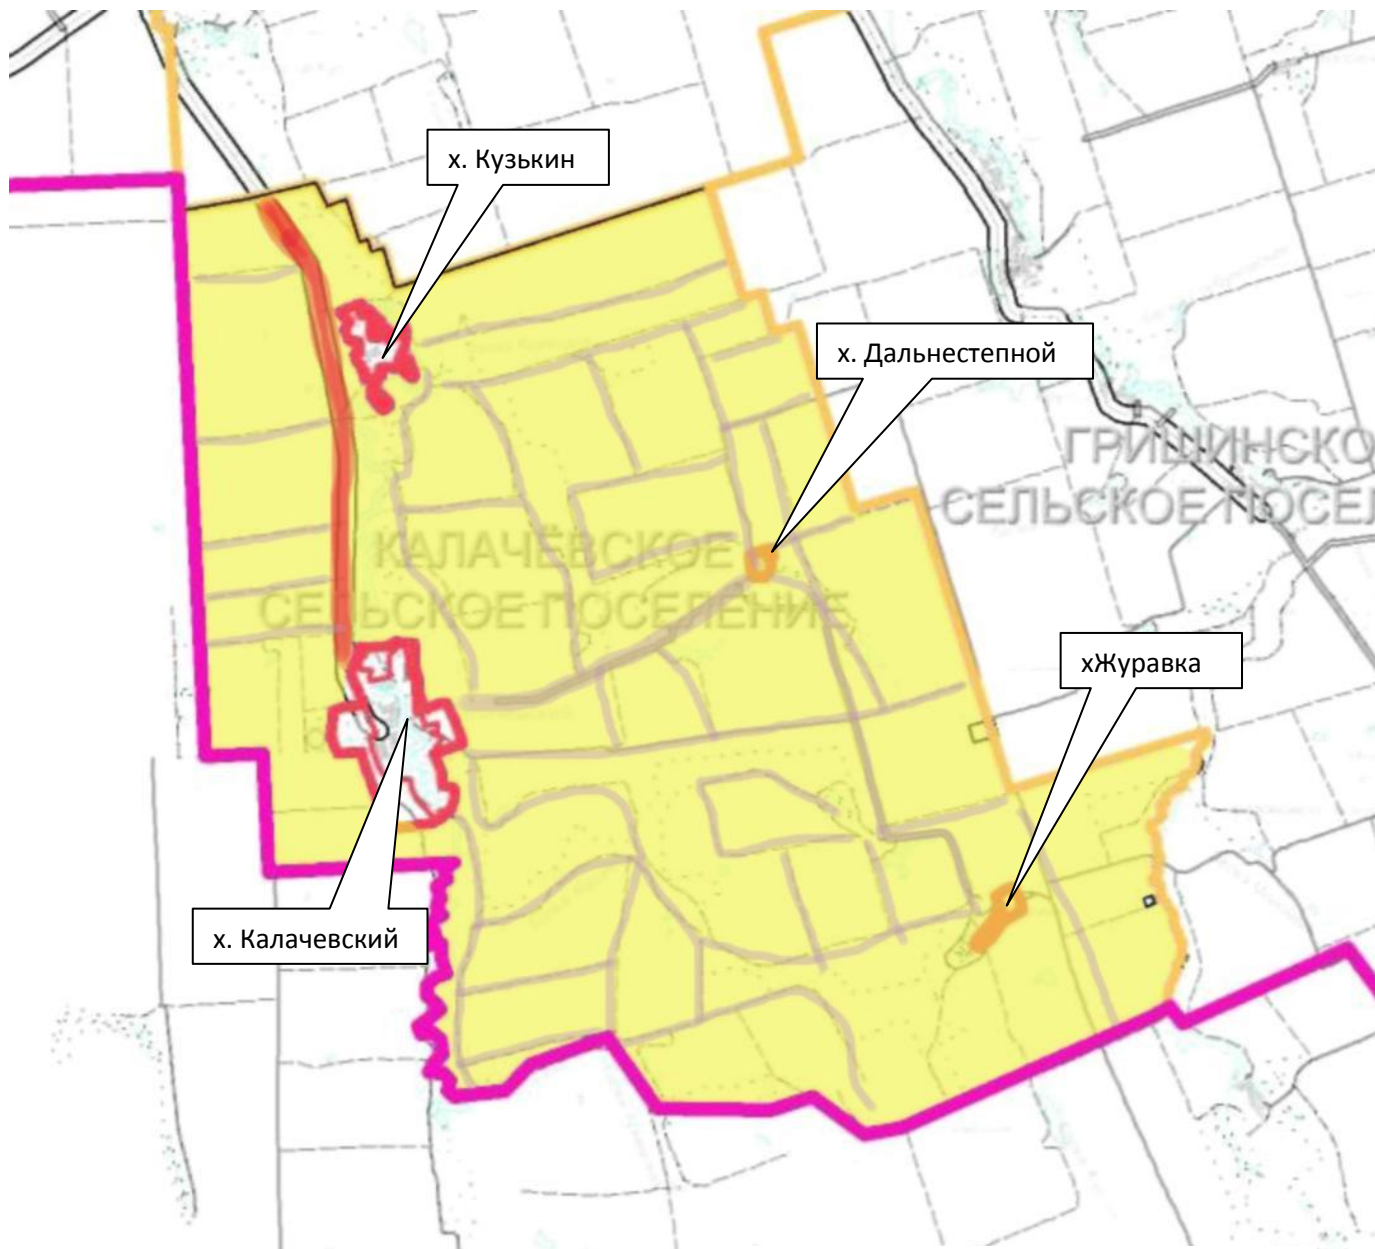 х. Кузькин
х. Дальнестепной
ГРИШИНСКО
СЕЛЬСКОЕ ПОСЕЛ
КАЛАЧЁВСКОЕ
СЕЛЬСКОЕ ПОСЕЛЕНИЕ
хЖуравка
х. Калачевский